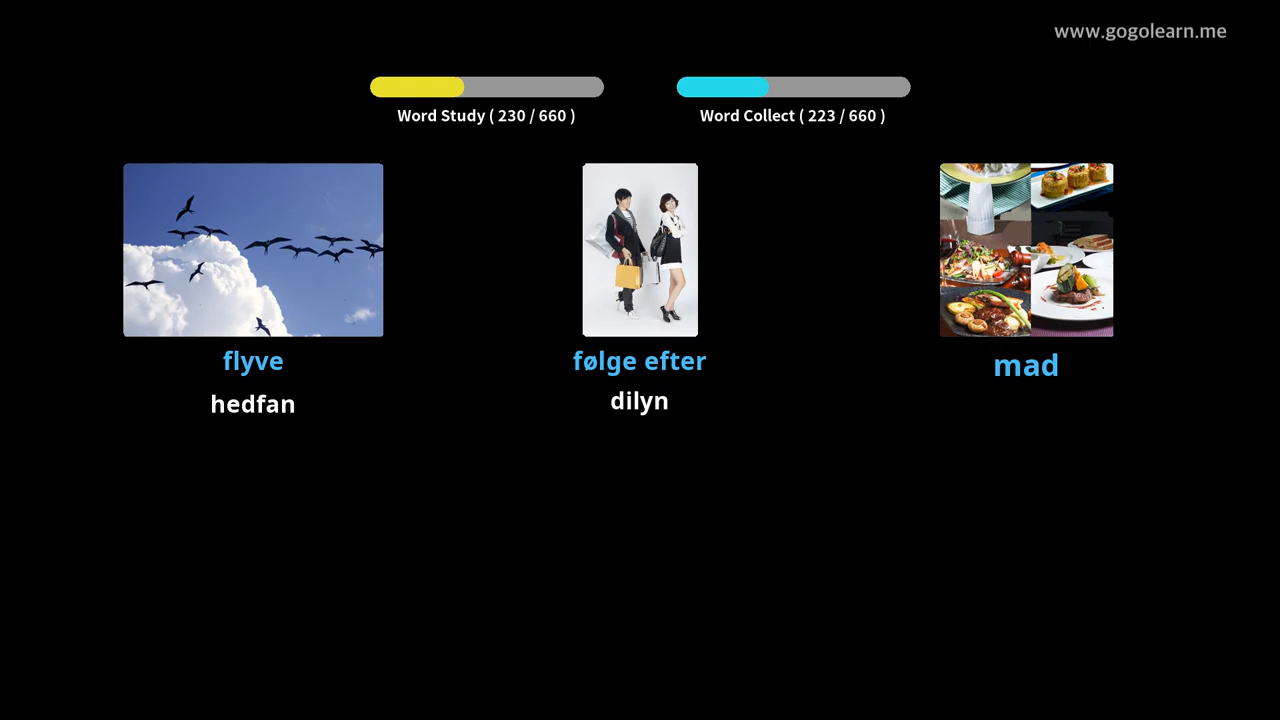 www.gogolearn.me
Word Study ( 230 / 660 )
Word Collect ( 223 / 660 )
flyve
hedfan
følge efter
dilyn
mad